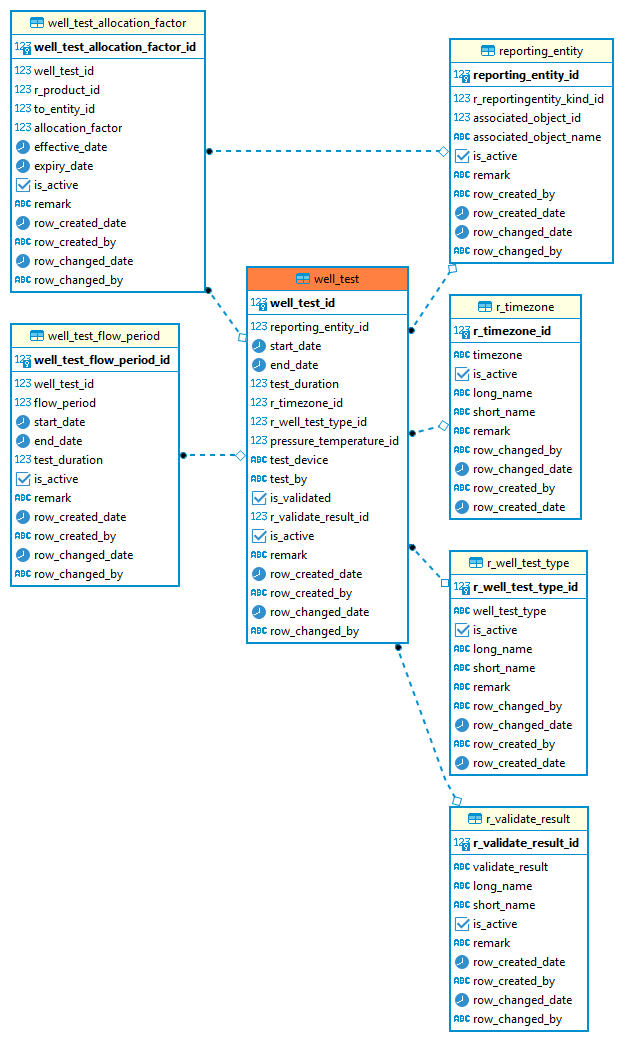 well_test_allocation_factor
123 well_test_allocation_factor_id
123 well_test_id
123 r_product_id
123 to_entity_id
123 allocation_factor
effective_date
expiry_date
is_active
ABC remark
row_created_date
ABC row_created_by
row_changed_date
ABC row_changed_by
reporting_entity
123 reporting_entity_id
123 r_reportingentity_kind_id
123 associated_object_id
ABC associated_object_name
is_active
ABC remark
ABC row_created_by
row_created_date
row_changed_date
ABC row_changed_by
well_test
123 well_test_id
123 reporting_entity_id
start_date
end_date
123 test_duration
123 r_timezone_id
123 r_well_test_type_id
123 pressure_temperature_id
ABC test_device
ABC test_by
is_validated
123 r_validate_result_id
is_active
ABC remark
row_created_date
ABC row_created_by
row_changed_date
ABC row_changed_by
well_test_flow_period
123 well_test_flow_period_id
123 well_test_id
123 flow_period
start_date
end_date
123 test_duration
is_active
ABC remark
row_created_date
ABC row_created_by
row_changed_date
ABC row_changed_by
r_timezone
123 r_timezone_id
ABC timezone
is_active
ABC long_name
ABC short_name
ABC remark
ABC row_changed_by
row_changed_date
ABC row_created_by
row_created_date
r_well_test_type
123 r_well_test_type_id
ABC well_test_type
is_active
ABC long_name
ABC short_name
ABC remark
ABC row_changed_by
row_changed_date
ABC row_created_by
row_created_date
r_validate_result
123 r_validate_result_id
ABC validate_result
ABC long_name
ABC short_name
is_active
ABC remark
row_created_date
ABC row_created_by
row_changed_date
ABC row_changed_by